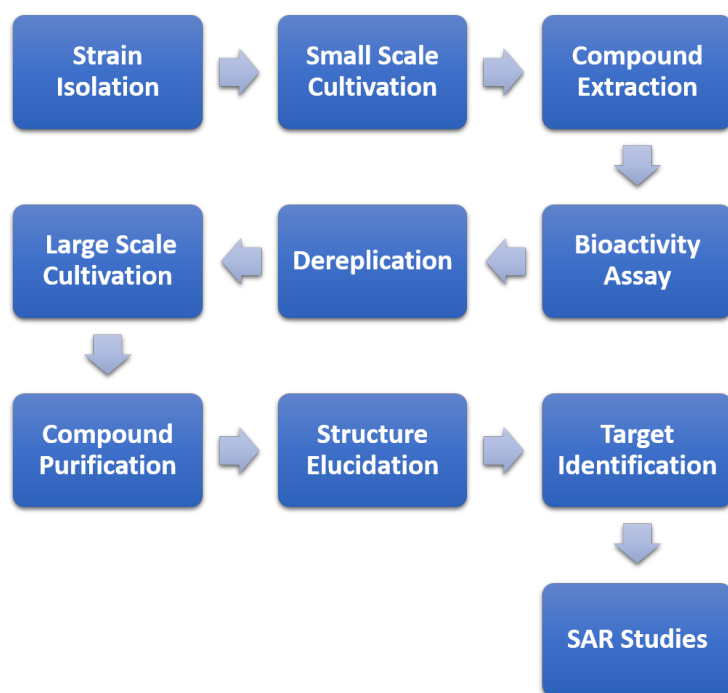 Strain
Isolation
Small Scale
Cultivation
Compound
Extraction
Bioactivity
Assay
Dereplication
Large Scale
Cultivation
Compound
Purification
Structure
Elucidation
Target
Identification
SAR Studies